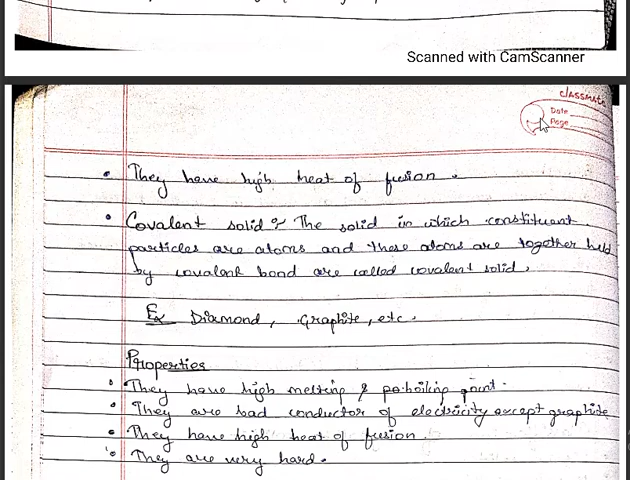 Scanned with CamScanner
classmate
Date
Page
• They have high heat of fusion.
• Covalent solid :- The solid in which constituent
particles are atoms and these atoms are together held
by covalent bond are called covalent solid.
Ex Diamond, Graphite, etc.
Properties
• They have high melting & po boiling point.
• They are bad conductor of electricity except graphite
• They have high heat of fusion.
• They are very hard.